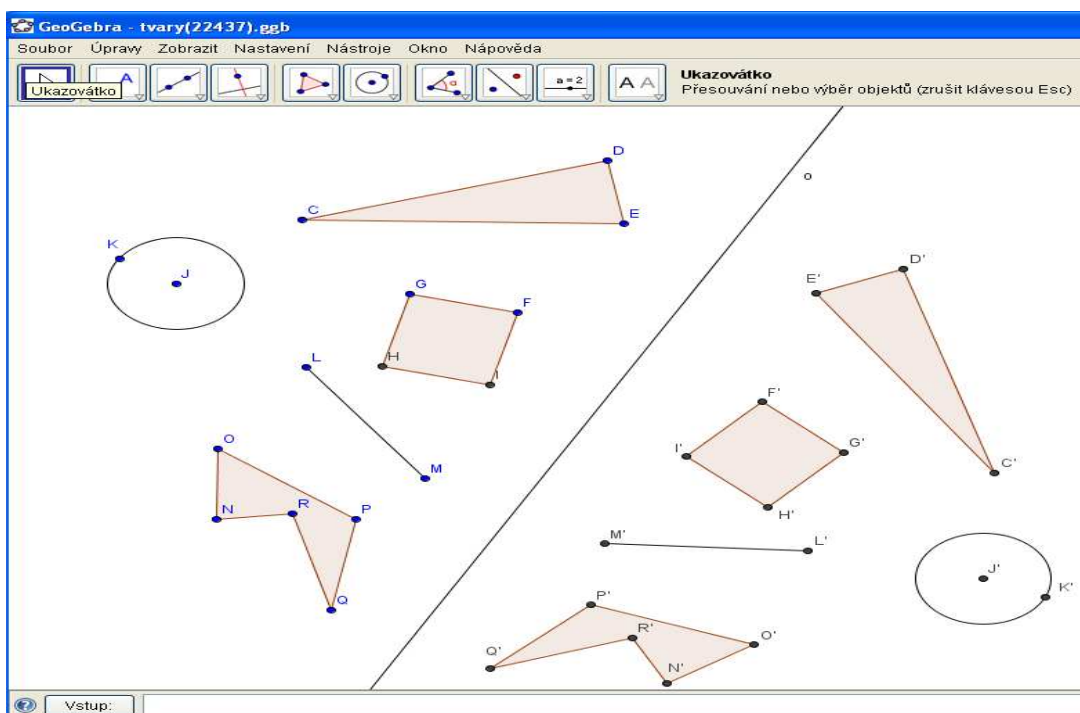 GeoGebra - tvary(22437).ggb
Soubor Úpravy Zobrazit Nastavení Nástroje Okno Nápověda
A a=2 A A Ukazovátko
Ukazovátko Přesouvání nebo výběr objektů (zrušit klávesou Esc)
D
o
C E
K
J
D'
E'
G
F
L H I
F'
O
G'
I'
M C'
N R P
H'
M' L'
J'
K'
Q P'
R' O'
Q' N'
Vstup: